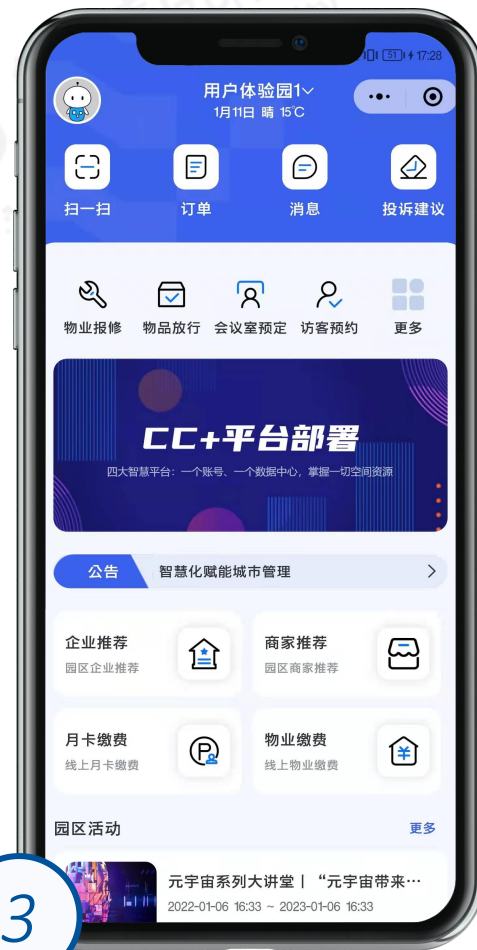 51 17:28
用户体验园1
1月11日 晴 15℃
扫一扫 订单 消息 投诉建议
物业报修 物品放行 会议室预定 访客预约 更多
CC+平台部署
四大智慧平台：一个账号、一个数据中心，掌握一切空间资源
公告 智慧化赋能城市管理
企业推荐
园区企业推荐
商家推荐
园区商家推荐
月卡缴费
线上月卡缴费
物业缴费
线上物业缴费
园区活动 更多
元宇宙系列大讲堂丨 “元宇宙带来…
2022-01-06 16:33 ~ 2023-01-06 16:33
3